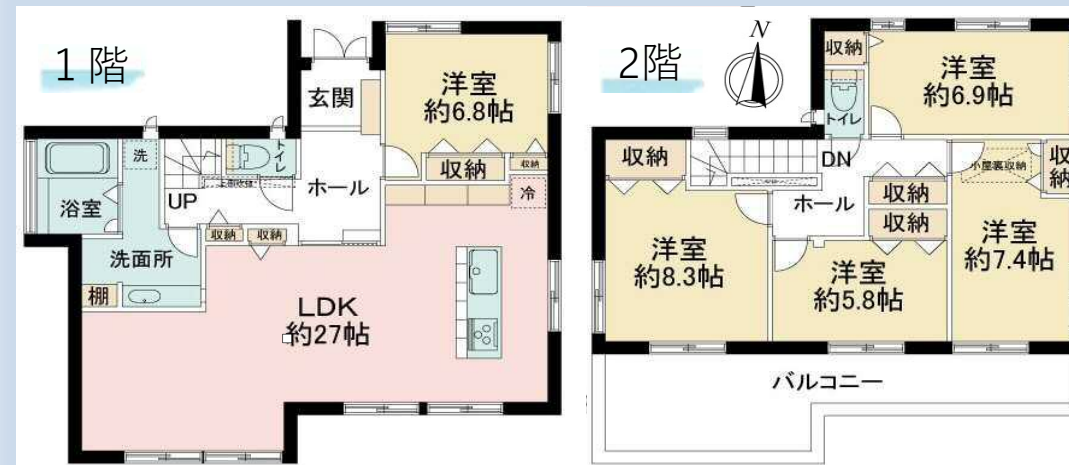 1階
玄関
洋室
約6.8帖
収納
収納
冷
洗
トイレ
ホール
UP
浴室
洗面所
収納
収納
棚
LDK
約27帖
2階
N
収納
トイレ
洋室
約6.9帖
収納
DN
小屋裏収納
収納
ホール
収納
収納
洋室
約8.3帖
洋室
約5.8帖
洋室
約7.4帖
バルコニー